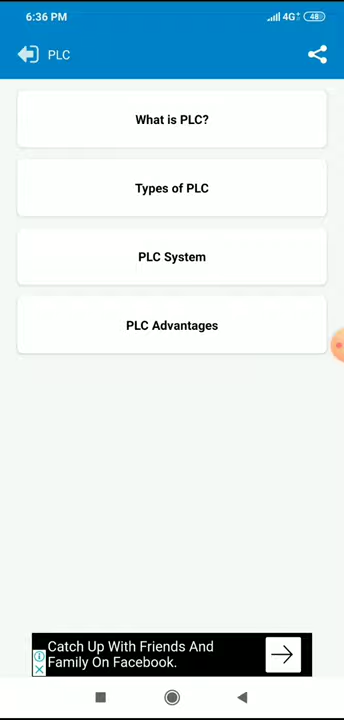 6:36 PM 4G+ 48
PLC
What is PLC?
Types of PLC
PLC System
PLC Advantages
Catch Up With Friends And
Family On Facebook.